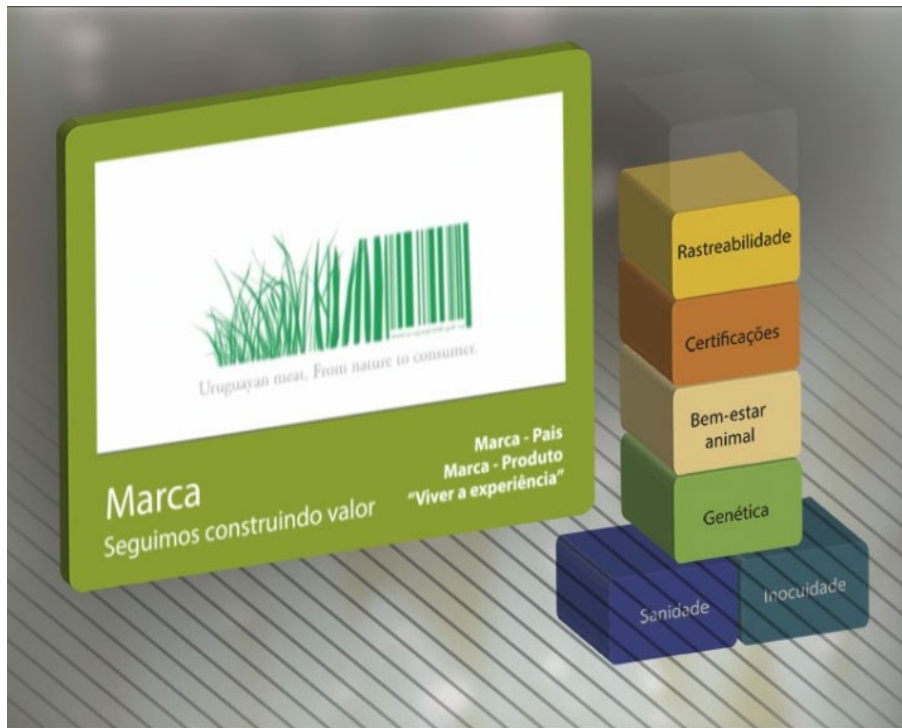 Uruguayan meat. From nature to consumer.
Marca - Pais
Marca - Produto
“Viver a experiência”
Marca
Seguimos construindo valor
Rastreabilidade
Certificações
Bem-estar
animal
Genética
Sanidade
Inocuidade